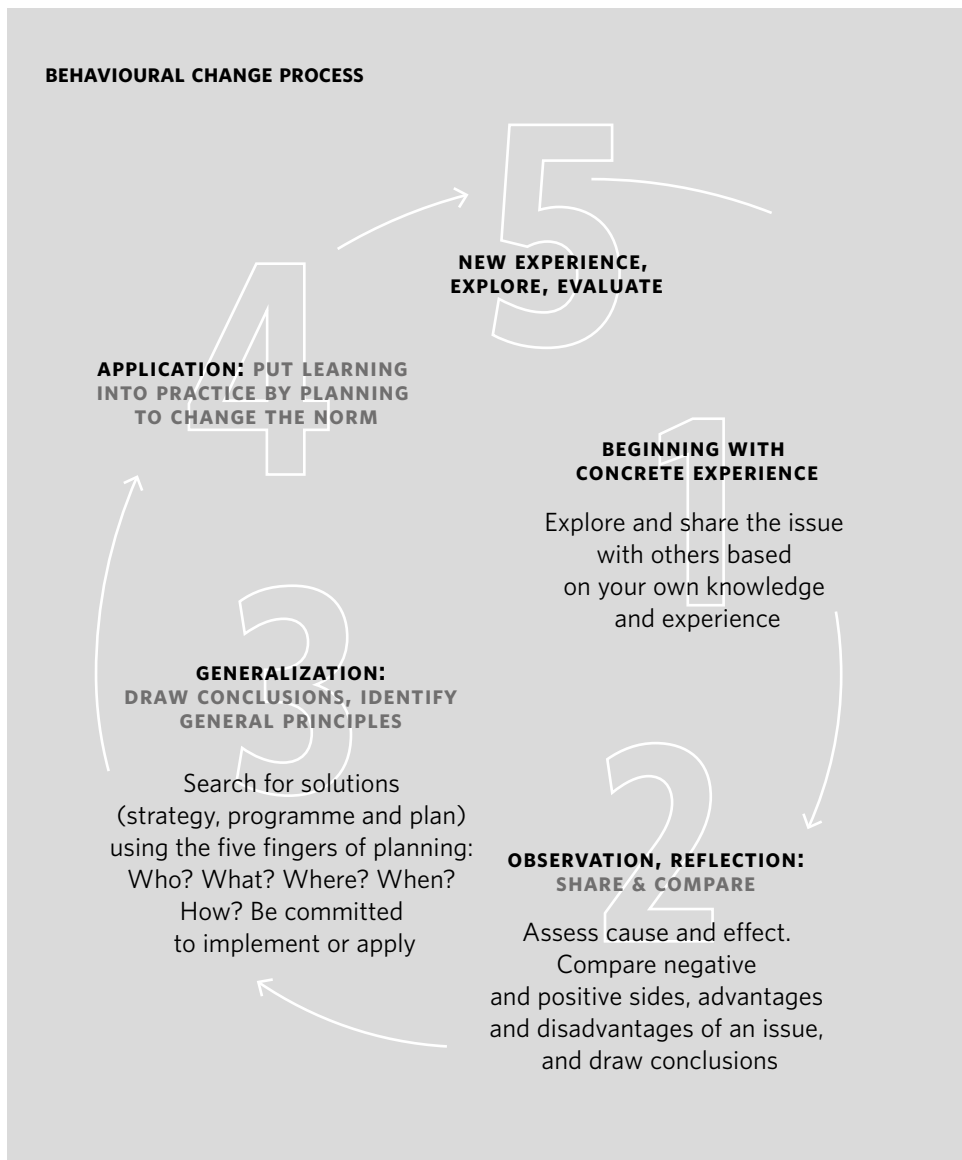 BEHAVIOURAL CHANGE PROCESS
5
NEW EXPERIENCE,
EXPLORE, EVALUATE
4
APPLICATION: PUT LEARNING
INTO PRACTICE BY PLANNING
TO CHANGE THE NORM
1
BEGINNING WITH
CONCRETE EXPERIENCE
Explore and share the issue
with others based
on your own knowledge
and experience
3
GENERALIZATION:
DRAW CONCLUSIONS, IDENTIFY
GENERAL PRINCIPLES
Search for solutions
(strategy, programme and plan)
using the five fingers of planning:
Who? What? Where? When?
How? Be committed
to implement or apply
2
OBSERVATION, REFLECTION:
SHARE & COMPARE
Assess cause and effect.
Compare negative
and positive sides, advantages
and disadvantages of an issue,
and draw conclusions